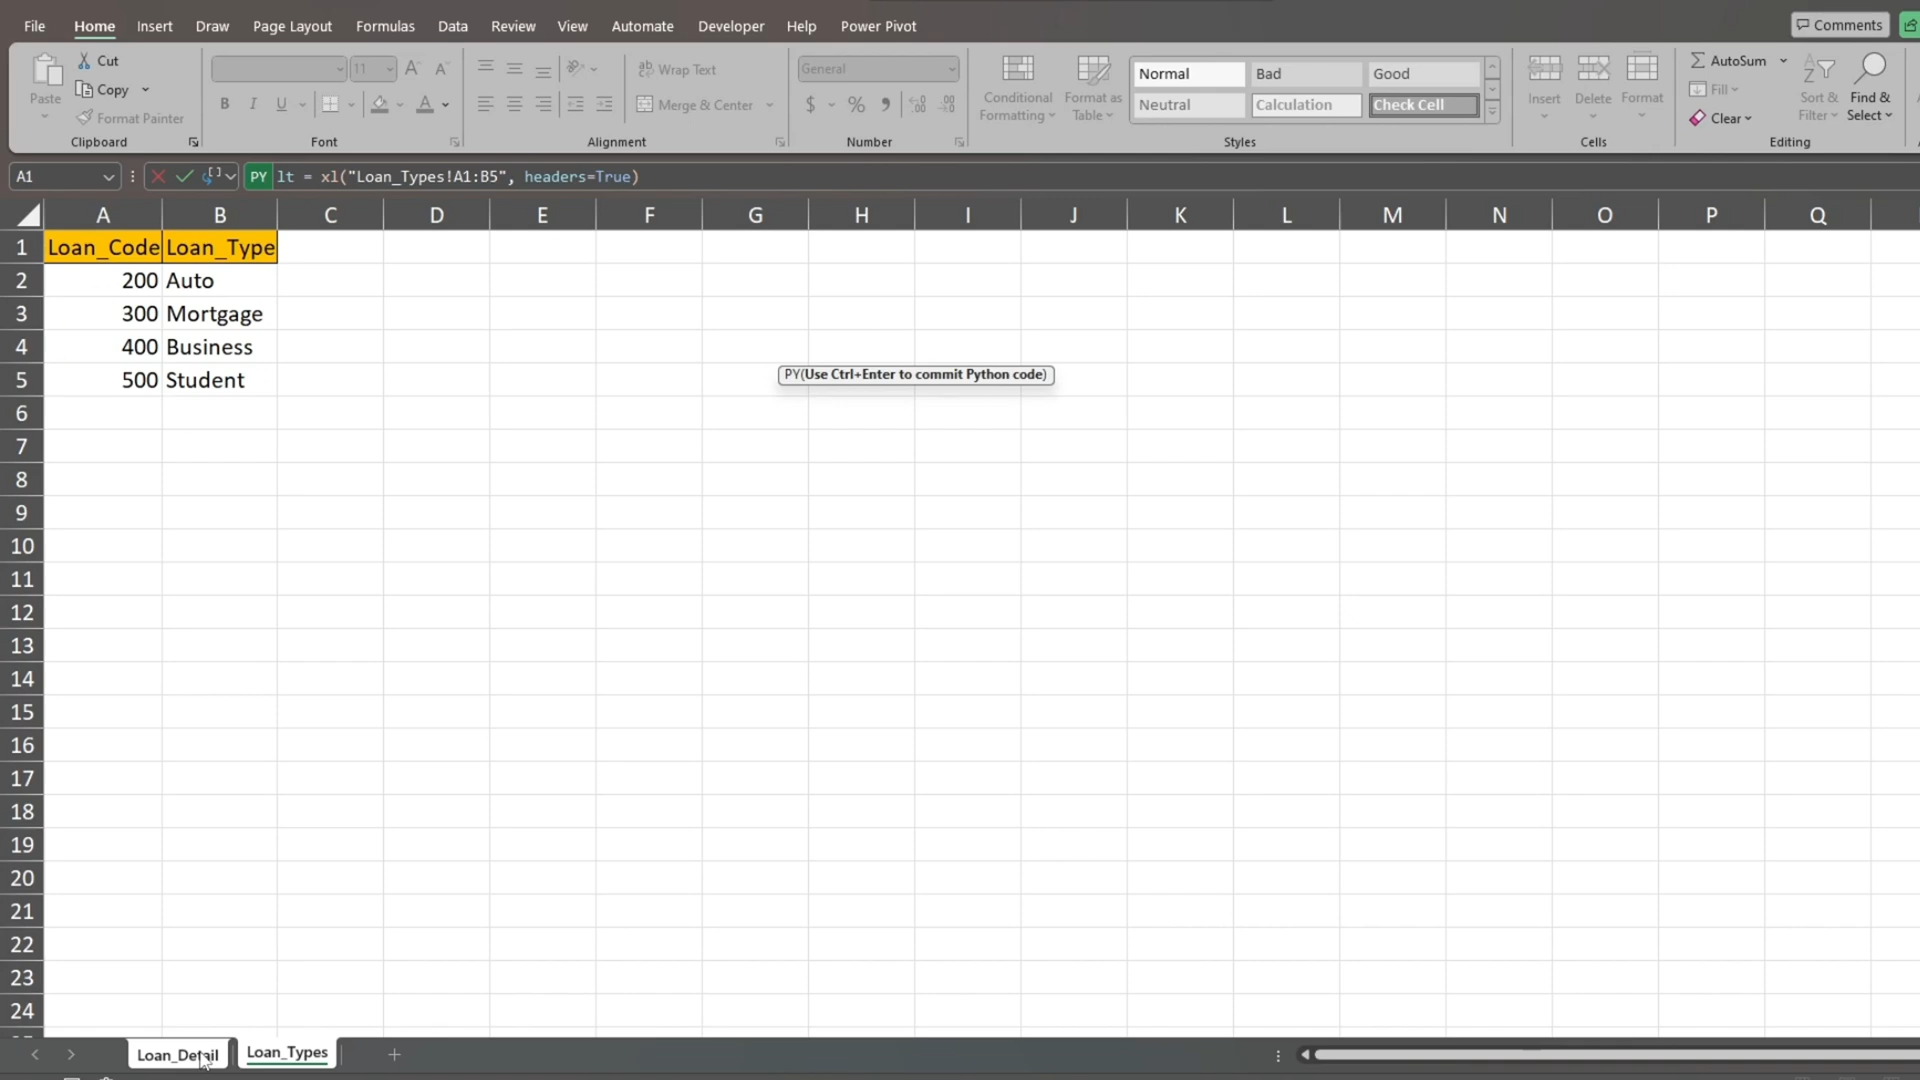 File Home Insert Draw Page Layout Formulas Data Review View Automate Developer Help Power Pivot Comments
Cut
Copy
Format Painter
Paste
Clipboard
11
B I U
Font
Wrap Text
Merge & Center
Alignment
General
$ % 9
Number
Conditional Formatting
Format as Table
Normal Bad Good
Neutral Calculation Check Cell
Styles
Insert Delete Format
Cells
AutoSum
Fill
Clear
Sort & Filter
Find & Select
Editing
A1 PY lt = xl("Loan_Types!A1:B5", headers=True)
A B C D E F G H I J K L M N O P Q
1 Loan_Code Loan_Type
2 200 Auto
3 300 Mortgage
4 400 Business
5 500 Student
PY(Use Ctrl+Enter to commit Python code)
6
7
8
9
10
11
12
13
14
15
16
17
18
19
20
21
22
23
24
Loan_Detail Loan_Types